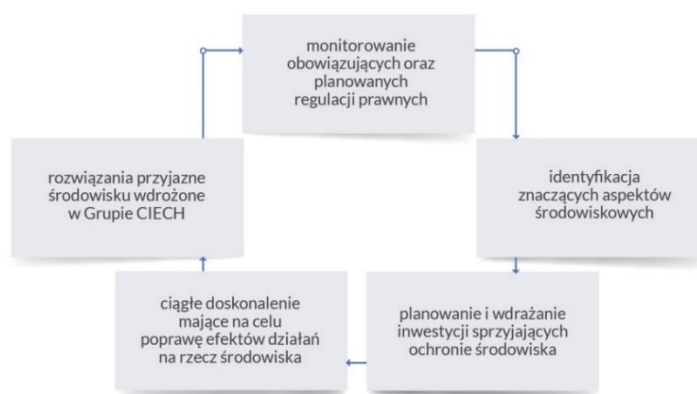 monitorowanie
obowiązujących oraz
planowanych
regulacji prawnych
identyfikacja
znaczących aspektów
środowiskowych
planowanie i wdrażanie
inwestycji sprzyjających
ochronie środowiska
ciągłe doskonalenie
mające na celu
poprawę efektów działań
na rzecz środowiska
rozwiązania przyjazne
środowisku wdrożone
w Grupie CIECH